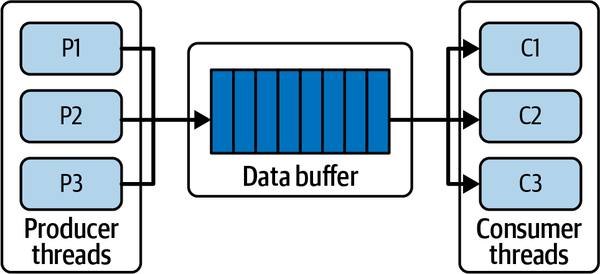 P1
P2
P3
Producer
threads
Data buffer
C1
C2
C3
Consumer
threads